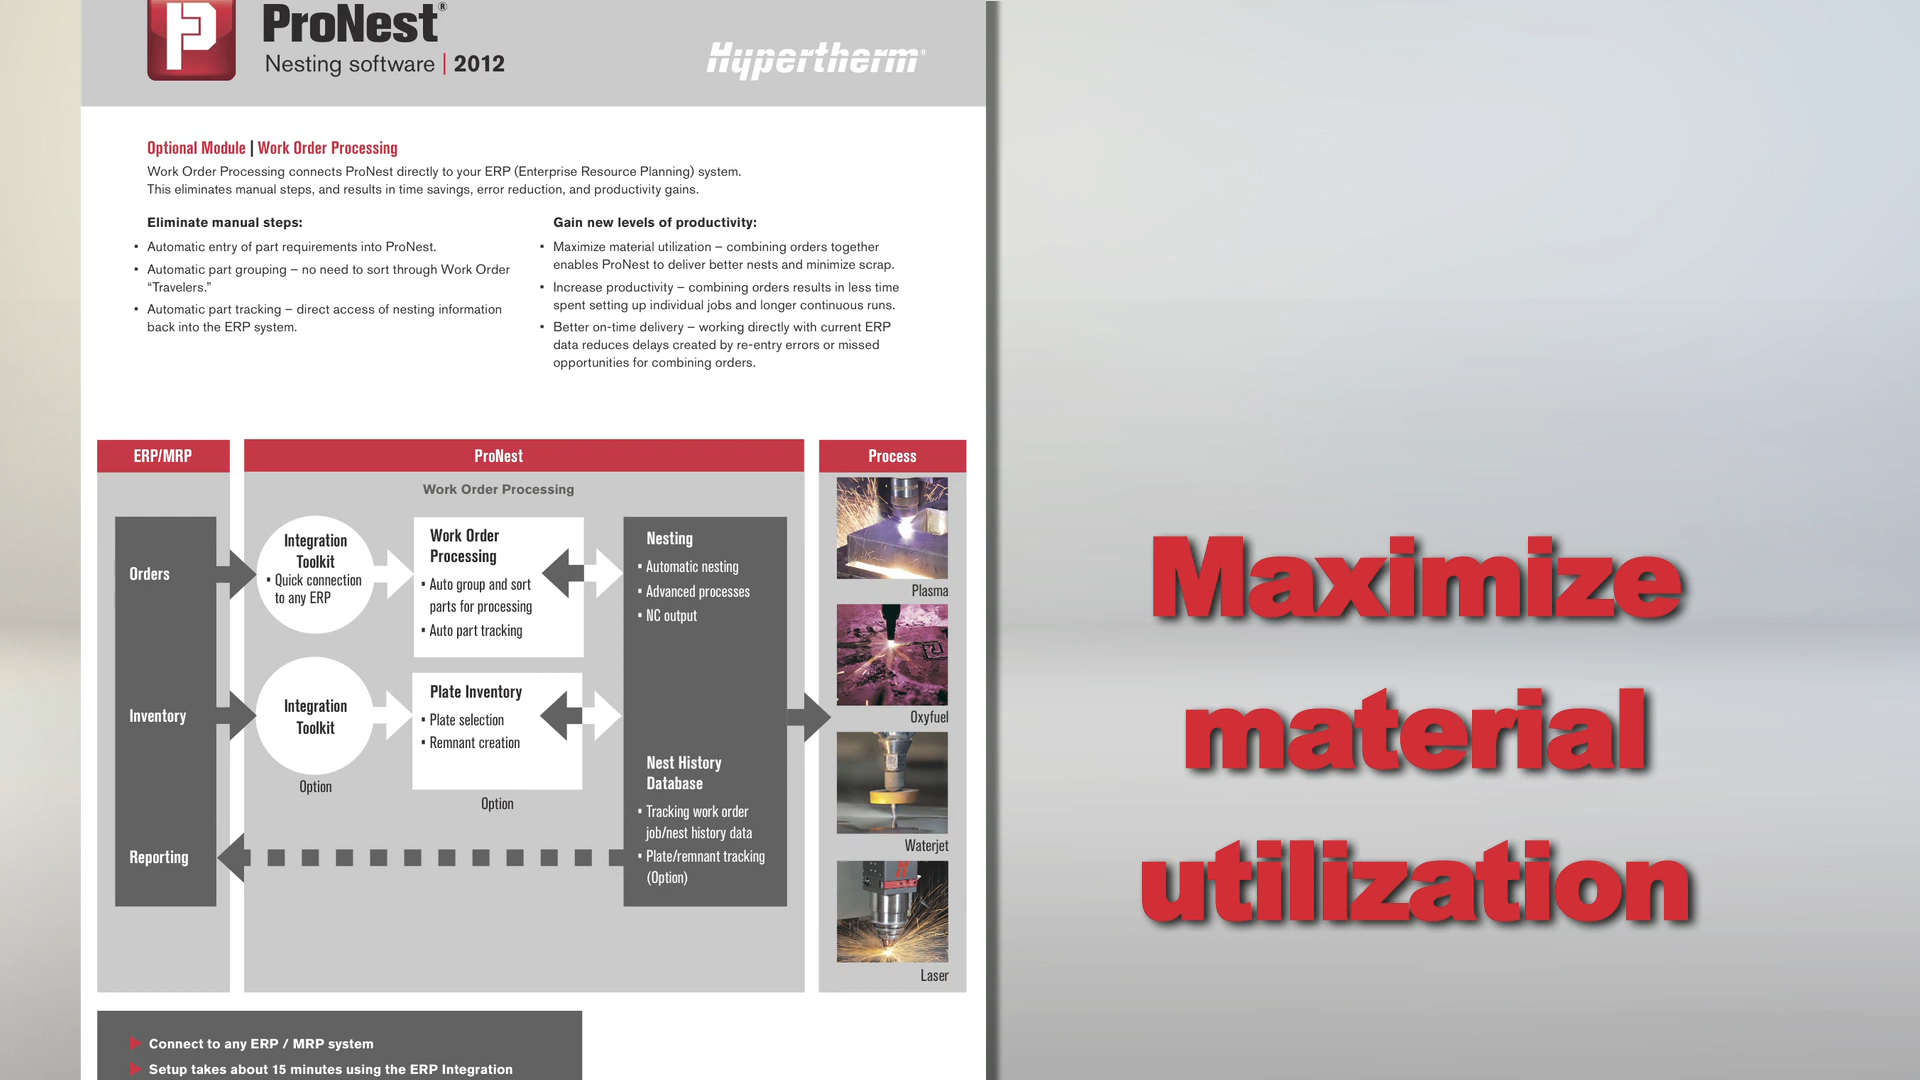 ProNest®
Nesting software | 2012
Hypertherm®
Optional Module | Work Order Processing
Work Order Processing connects ProNest directly to your ERP (Enterprise Resource Planning) system.
This eliminates manual steps, and results in time savings, error reduction, and productivity gains.
Eliminate manual steps:
▪ Automatic entry of part requirements into ProNest.
▪ Automatic part grouping – no need to sort through Work Order
“Travelers.”
▪ Automatic part tracking – direct access of nesting information
back into the ERP system.
Gain new levels of productivity:
▪ Maximize material utilization – combining orders together
enables ProNest to deliver better nests and minimize scrap.
▪ Increase productivity – combining orders results in less time
spent setting up individual jobs and longer continuous runs.
▪ Better on-time delivery – working directly with current ERP
data reduces delays created by re-entry errors or missed
opportunities for combining orders.
ERP/MRP
Orders
Inventory
Reporting
ProNest
Work Order Processing
Integration
Toolkit
▪ Quick connection
to any ERP
Work Order
Processing
▪ Auto group and sort
parts for processing
▪ Auto part tracking
Integration
Toolkit
Option
Plate Inventory
▪ Plate selection
▪ Remnant creation
Option
Nesting
▪ Automatic nesting
▪ Advanced processes
▪ NC output
Nest History
Database
▪ Tracking work order
job/nest history data
▪ Plate/remnant tracking
(Option)
Process
Plasma
Oxyfuel
Waterjet
Laser
Connect to any ERP / MRP system
Setup takes about 15 minutes using the ERP Integration
Maximize
material
utilization